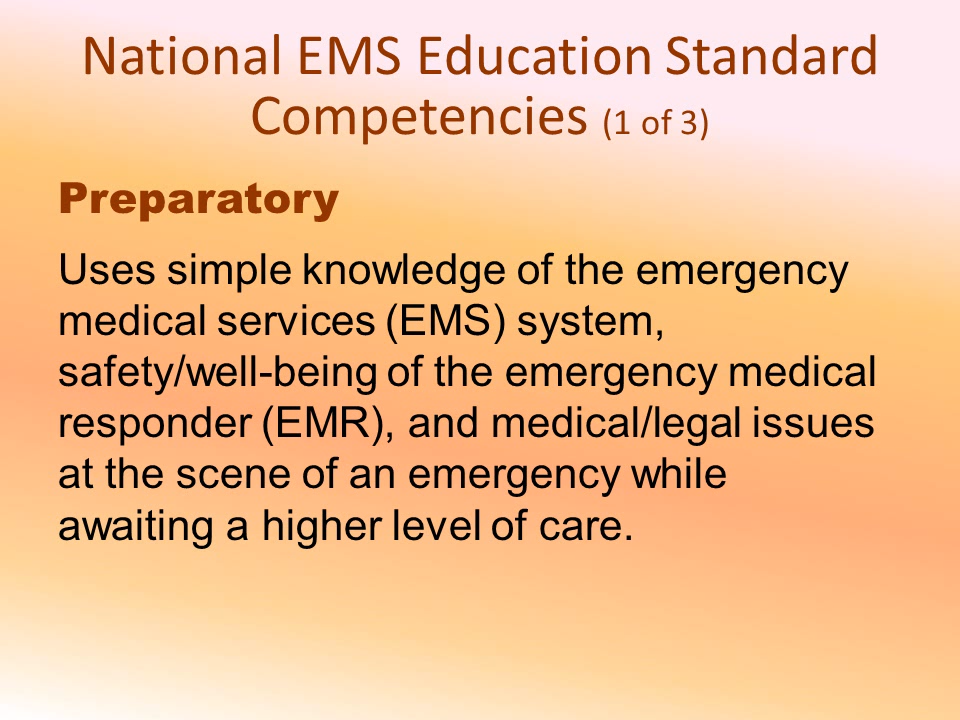 National EMS Education Standard
Competencies (1 of 3)
Preparatory
Uses simple knowledge of the emergency
medical services (EMS) system,
safety/well-being of the emergency medical
responder (EMR), and medical/legal issues
at the scene of an emergency while
awaiting a higher level of care.